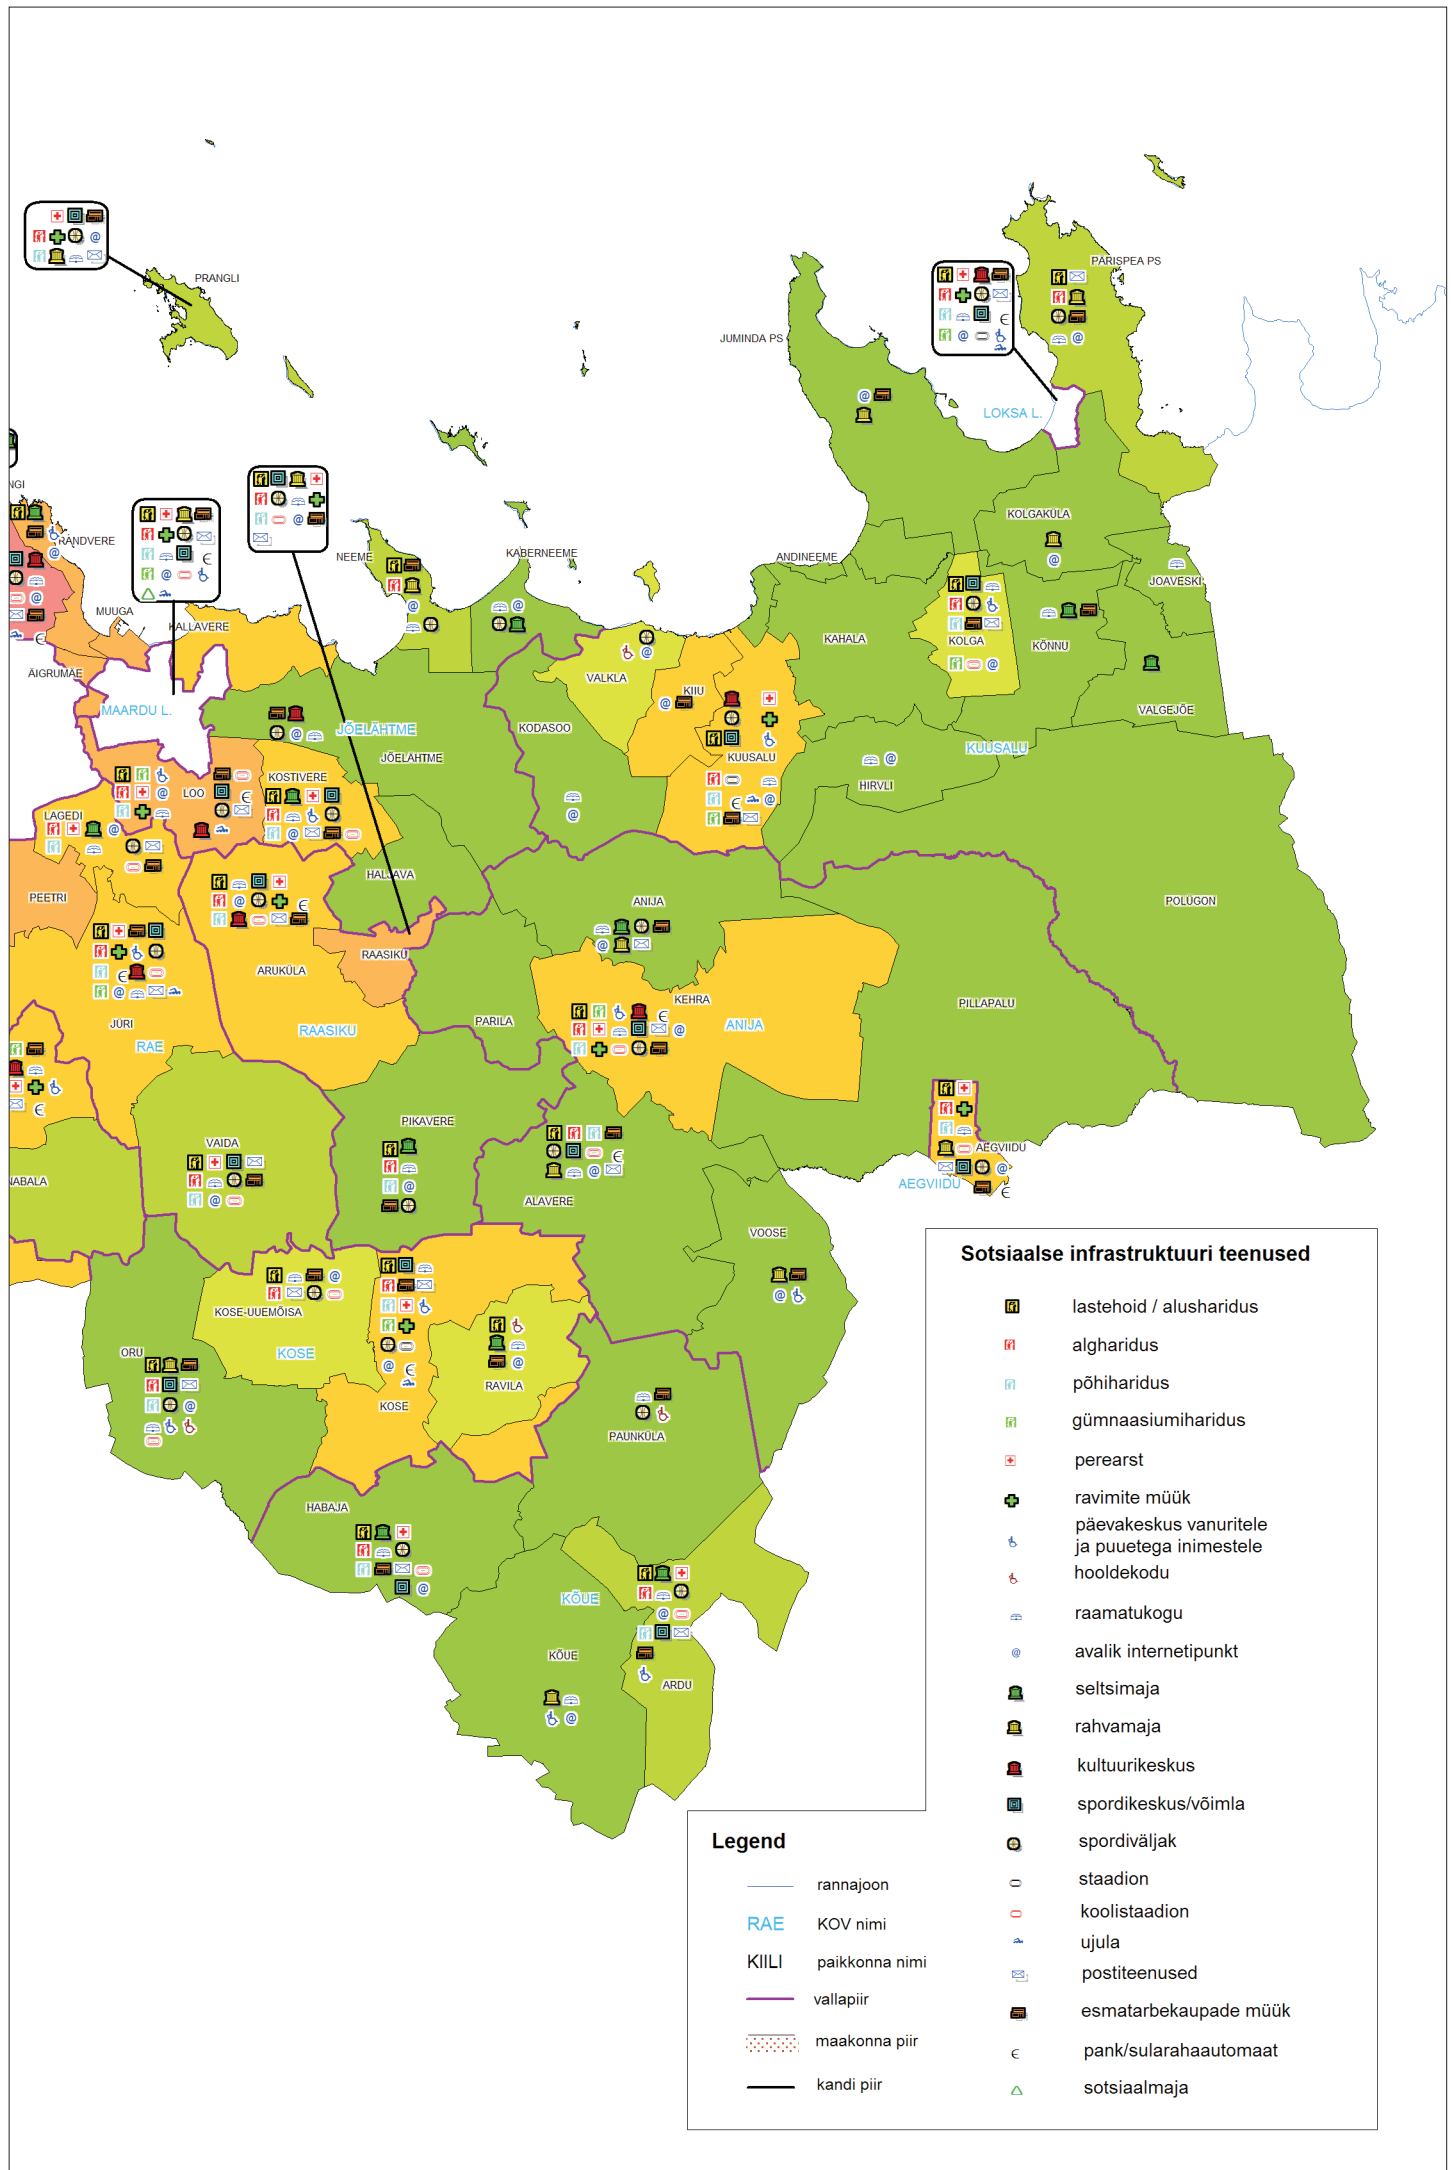 PRANGLI
PARISPEA PS
JUMINDA PS
LOKSA L.
RANDVERE
NEEME
KABERNEEME
KOLGAKÜLA
ANDINEEME
JOAVESKI
MUUGA
KALLAVERE
KAHALA
KOLGA
KÕNNU
ÄIGRUMÄE
VALKLA
KIIU
MAARDU L.
VALGEJÕE
JÕELÄHTME
KODASOO
KUUSALU
JÕELÄHTME
KUUSALU
KOSTIVERE
LOO
HIRVLI
LAGEDI
HALJAVA
PEETRI
ANIJA
POLÜGON
RAASIKU
ARUKÜLA
KEHRA
PILLAPALU
JÜRI
RAASIKU
PARILA
ANIJA
RAE
PIKAVERE
VAIDA
AEGVIIDU
NABALA
AEGVIIDU
ALAVERE
VOOSE
KOSE-UUEMÕISA
ORU
KOSE
RAVILA
KOSE
PAUNKÜLA
HABAJA
KÕUE
KÕUE
ARDU
Sotsiaalse infrastruktuuri teenused
lastehoid / alusharidus
algharidus
põhiharidus
gümnaasiumiharidus
perearst
ravimite müük
päevakeskus vanuritele
ja puuetega inimestele
hooldekodu
raamatukogu
avalik internetipunkt
seltsimaja
rahvamaja
kultuurikeskus
spordikeskus/võimla
spordiväljak
staadion
koolistaadion
ujula
postiteenused
esmatarbekaupade müük
pank/sularahaautomaat
sotsiaalmaja
Legend
rannajoon
RAE KOV nimi
KIILI paikkonna nimi
vallapiir
maakonna piir
kandi piir